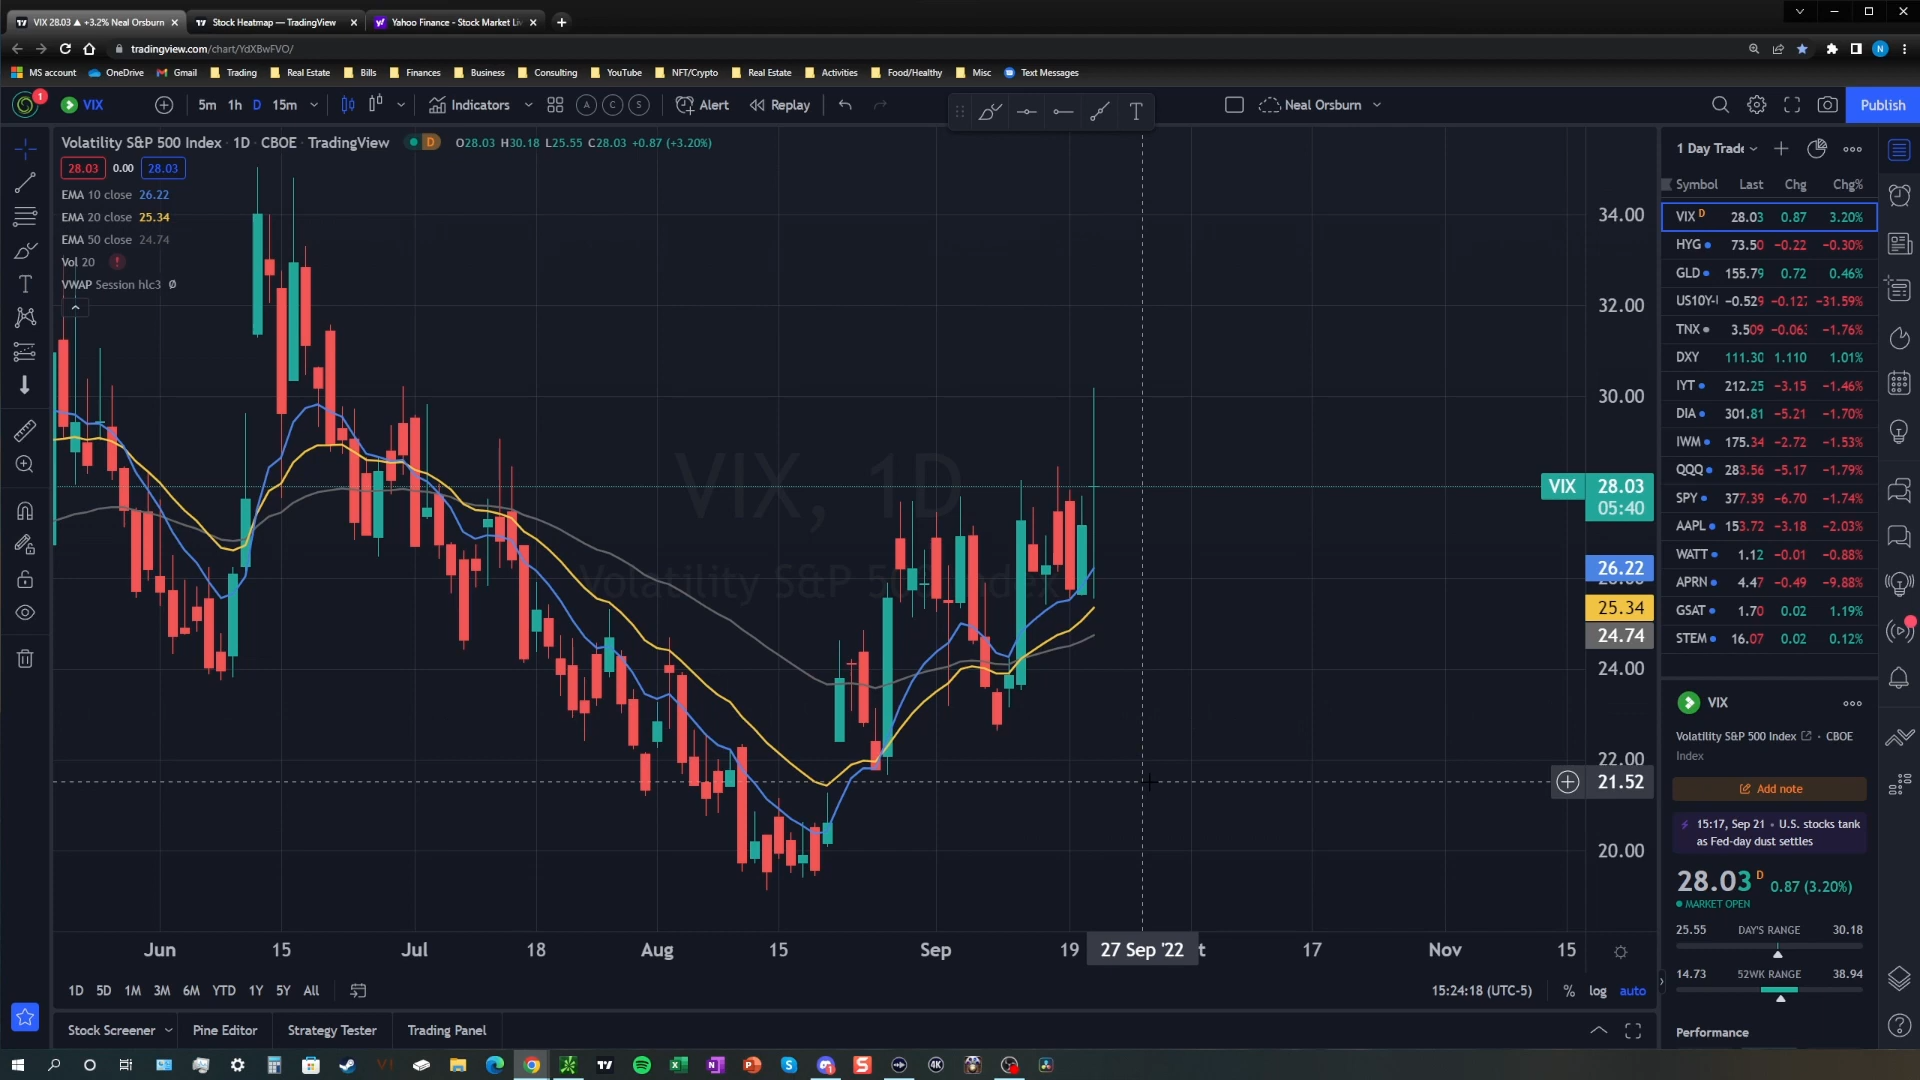 VIX 28.03 ▲ +3.2% Neal Orsburn
Stock Heatmap — TradingView
Yahoo Finance - Stock Market Li
tradingview.com/chart/YdXBwFVO/
N
MS account
OneDrive
Gmail
Trading
Real Estate
Bills
Finances
Business
Consulting
YouTube
NFT/Crypto
Real Estate
Activities
Food/Healthy
Misc
Text Messages
1
VIX
5m 1h D 15m
Indicators
A C S
Alert
Replay
T
Neal Orsburn
Publish
Volatility S&P 500 Index · 1D · CBOE · TradingView
D
O28.03 H30.18 L25.55 C28.03 +0.87 (+3.20%)
28.03 0.00 28.03
EMA 10 close 26.22
EMA 20 close 25.34
EMA 50 close 24.74
Vol 20 !
VWAP Session hlc3 Ø
T
VIX, 1D
Volatility S&P 500 Index
34.00
32.00
30.00
VIX 28.03
05:40
26.22
25.34
24.74
24.00
22.00
21.52
20.00
Jun 15 Jul 18 Aug 15 Sep 19 27 Sep '22 t 17 Nov 15
1D 5D 1M 3M 6M YTD 1Y 5Y All
15:24:18 (UTC-5) % log auto
Stock Screener
Pine Editor
Strategy Tester
Trading Panel
1 Day Trade
Symbol Last Chg Chg%
VIX D 28.03 0.87 3.20%
HYG 73.50 −0.22 −0.30%
GLD 155.79 0.72 0.46%
US10Y-I −0.529 −0.127 −31.59%
TNX 3.509 −0.063 −1.76%
DXY 111.30 1.110 1.01%
IYT 212.25 −3.15 −1.46%
DIA 301.81 −5.21 −1.70%
IWM 175.34 −2.72 −1.53%
QQQ 283.56 −5.17 −1.79%
SPY 377.39 −6.70 −1.74%
AAPL 153.72 −3.18 −2.03%
WATT 1.12 −0.01 −0.88%
APRN 4.47 −0.49 −9.88%
GSAT 1.70 0.02 1.19%
STEM 16.07 0.02 0.12%
VIX
Volatility S&P 500 Index · CBOE
Index
Add note
15:17, Sep 21 • U.S. stocks tank
as Fed-day dust settles
28.03 D 0.87 (3.20%)
MARKET OPEN
25.55 DAY'S RANGE 30.18
14.73 52WK RANGE 38.94
Performance
4K